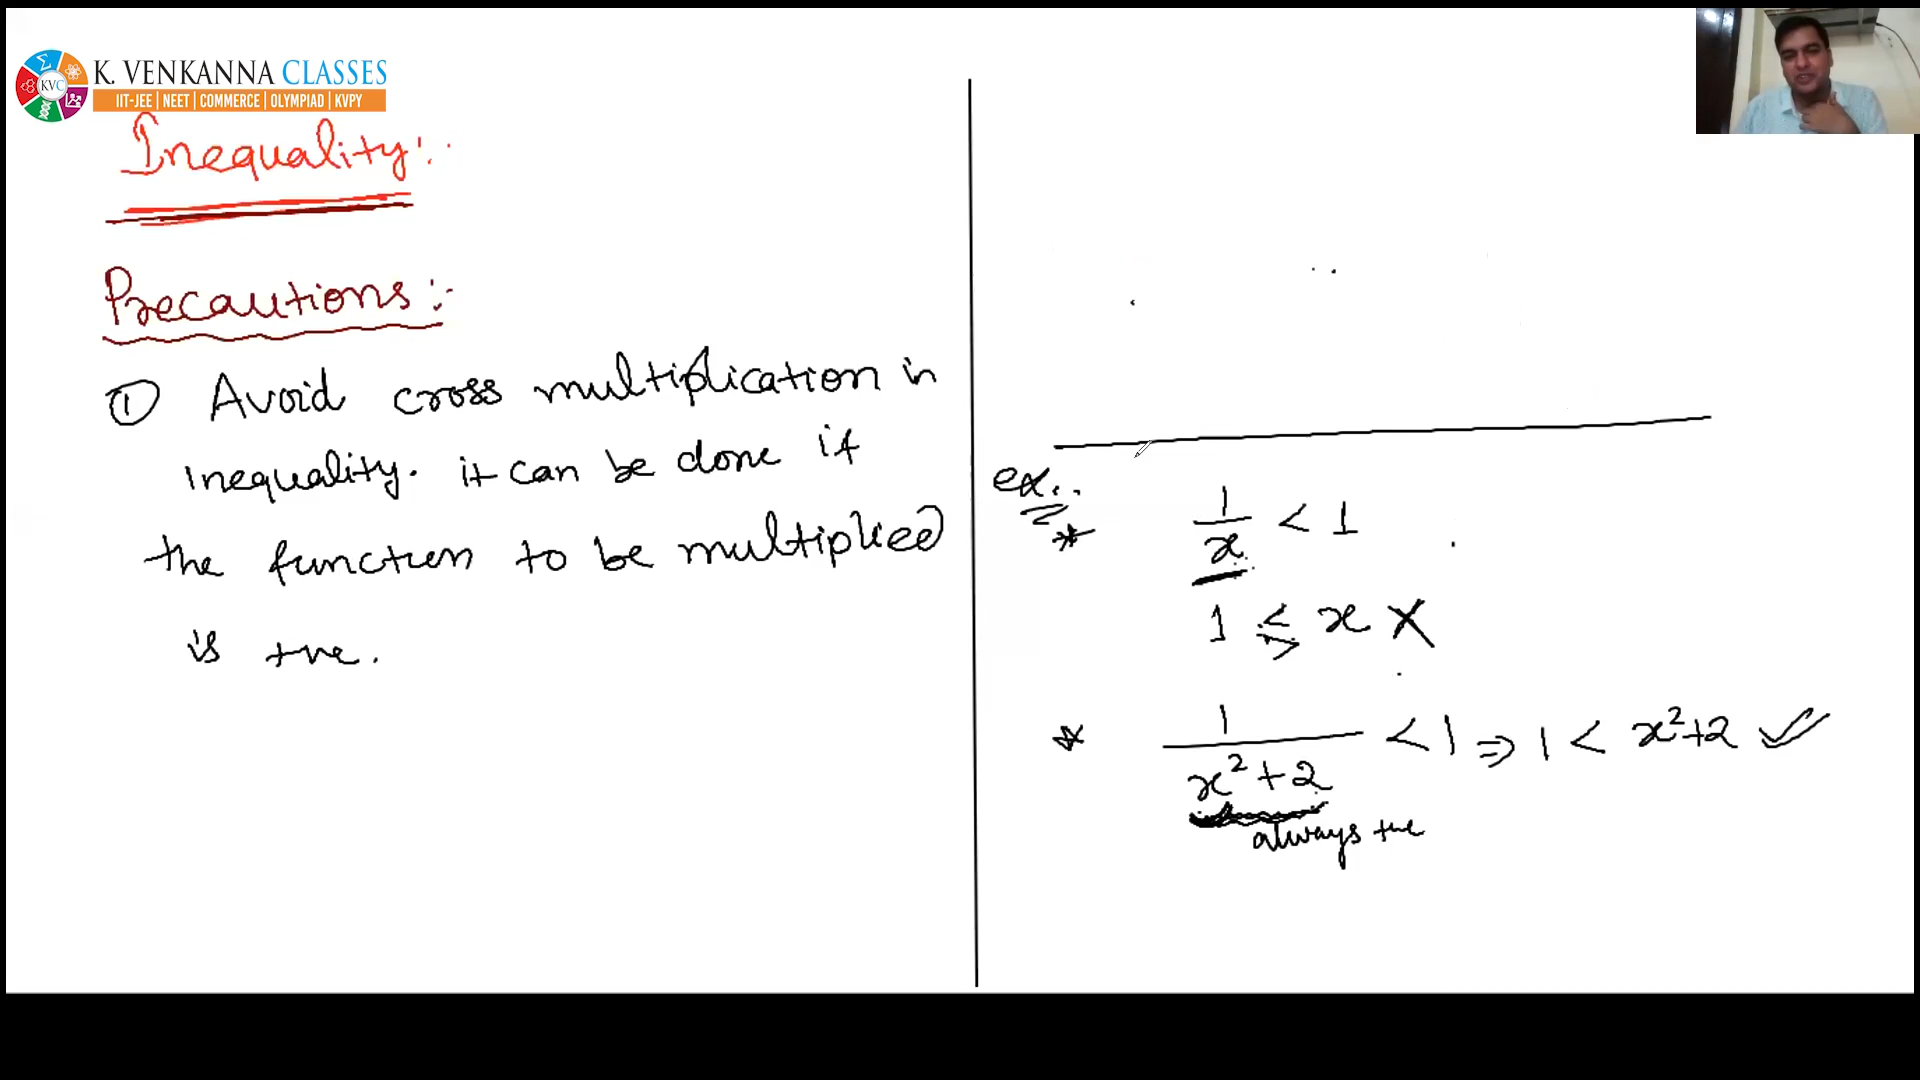 K. VENKANNA CLASSES
KVC
IIT-JEE | NEET | COMMERCE | OLYMPIAD | KVPY
Inequality:
Precautions:
① Avoid cross multiplication in
inequality. it can be done if
the function to be multiplied
is +ve.
ex.:
* 1/x < 1
1 ≤ > x X
* 1/(x²+2) < 1 ⇒ 1 < x²+2 ✓
always +ve